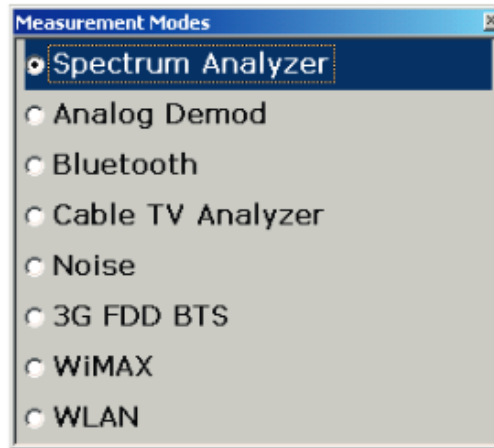 Measurement Modes
Spectrum Analyzer
Analog Demod
Bluetooth
Cable TV Analyzer
Noise
3G FDD BTS
WiMAX
WLAN